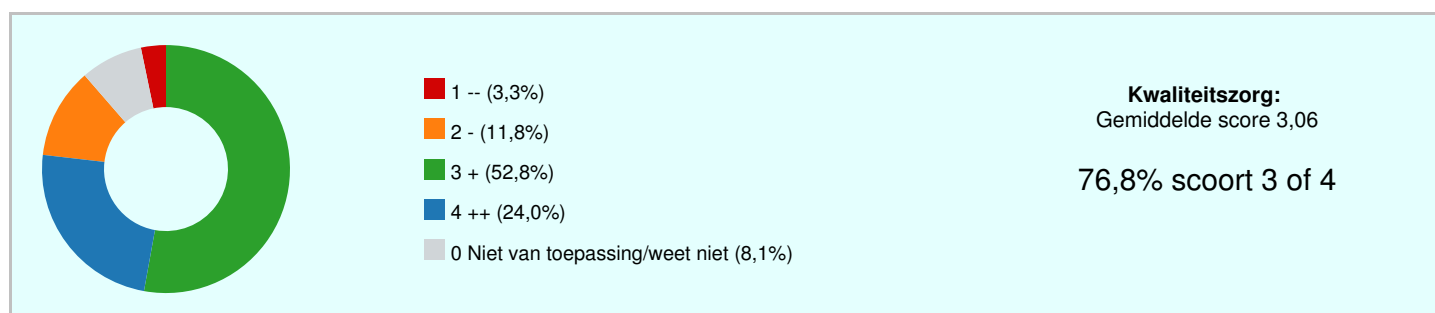 1 -- (3,3%)
2 - (11,8%)
3 + (52,8%)
4 ++ (24,0%)
0 Niet van toepassing/weet niet (8,1%)
Kwaliteitszorg:
Gemiddelde score 3,06
76,8% scoort 3 of 4